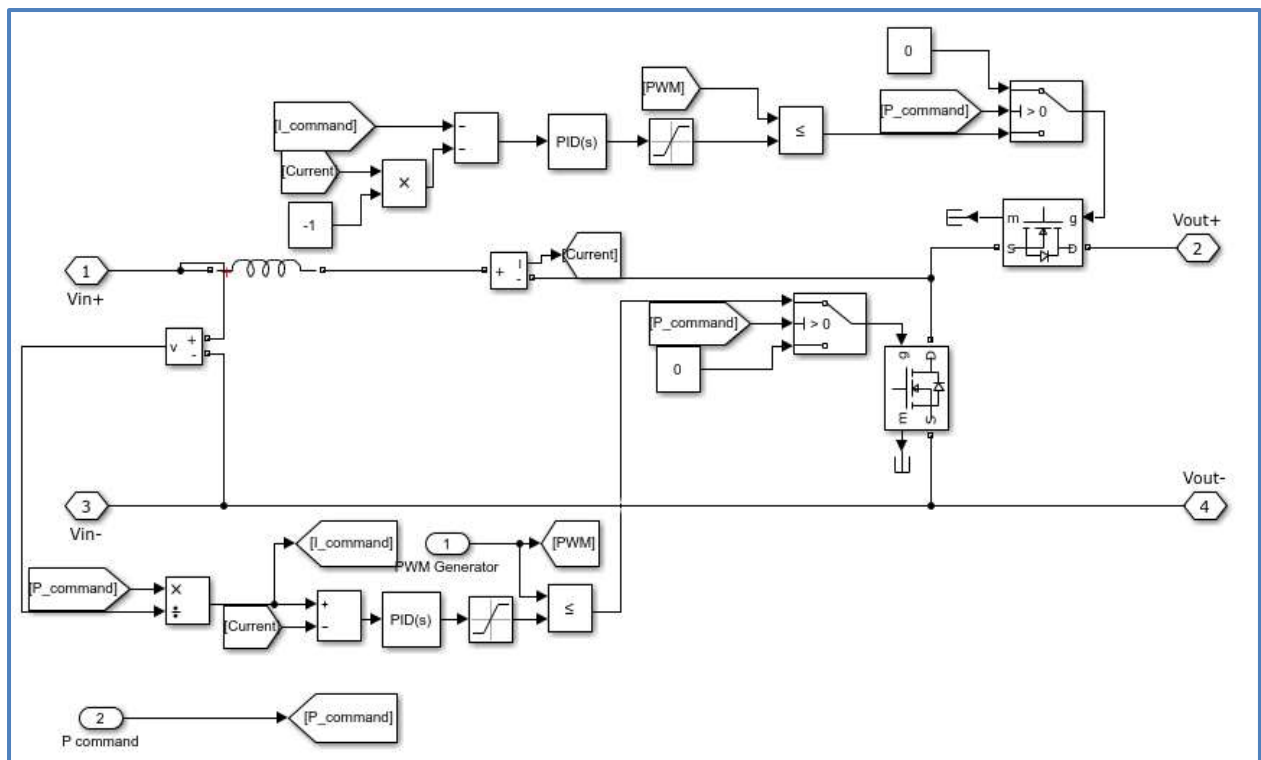 0
[PWM]
[P_command]
> 0
[I_command]
−
−
PID(s)
≤
[Current
×
-1
m
g
S
D
Vout+
2
1
Vin+
+
I
-
[Current]
[P_command]
> 0
v
+
-
0
g
D
m
S
3
Vin-
Vout-
4
[I_command]
1
[PWM]
PWM Generator
[P_command]
×
÷
[Current
+
−
PID(s)
≤
2
P command
[P_command]